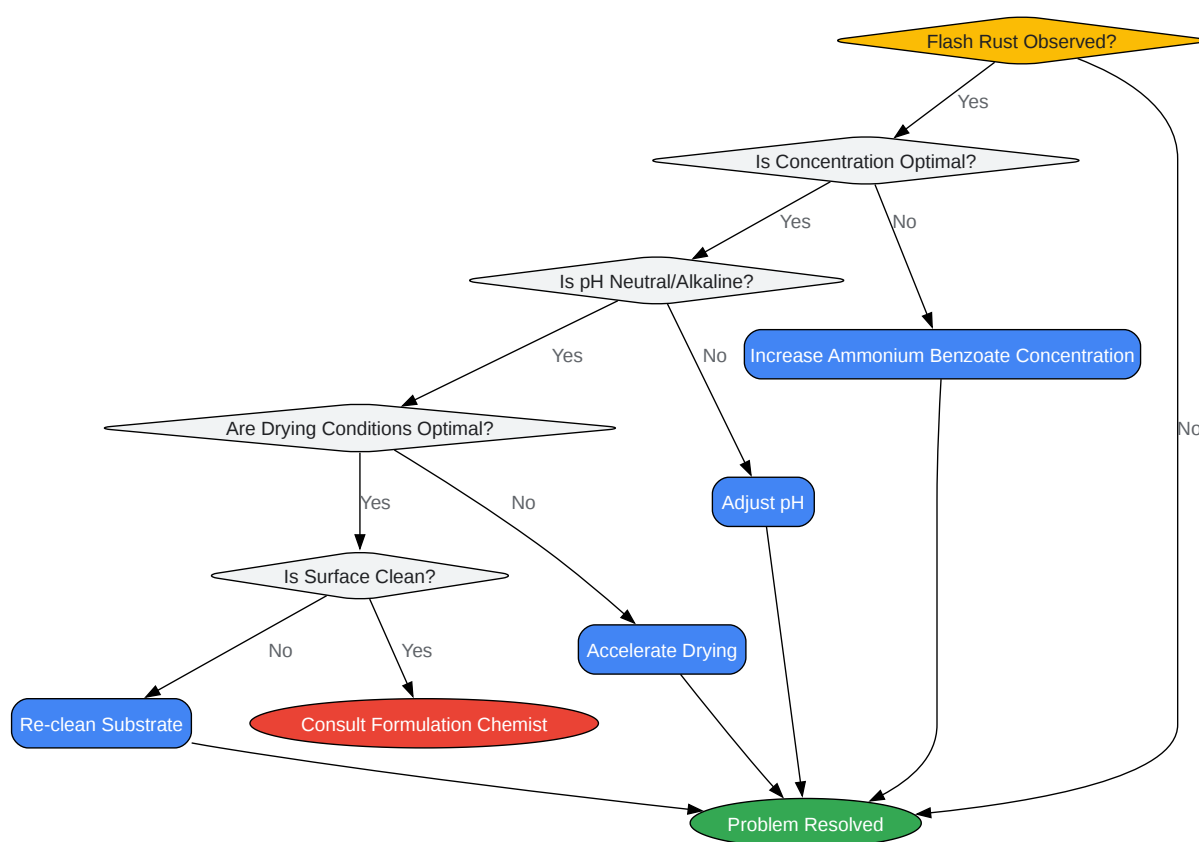 Flash Rust Observed?
Yes
Is Concentration Optimal?
Yes
No
Is pH Neutral/Alkaline?
Yes
No
Increase Ammonium Benzoate Concentration
Are Drying Conditions Optimal?
No
Yes
No
Adjust pH
Is Surface Clean?
No
Yes
Accelerate Drying
Re-clean Substrate
Consult Formulation Chemist
Problem Resolved